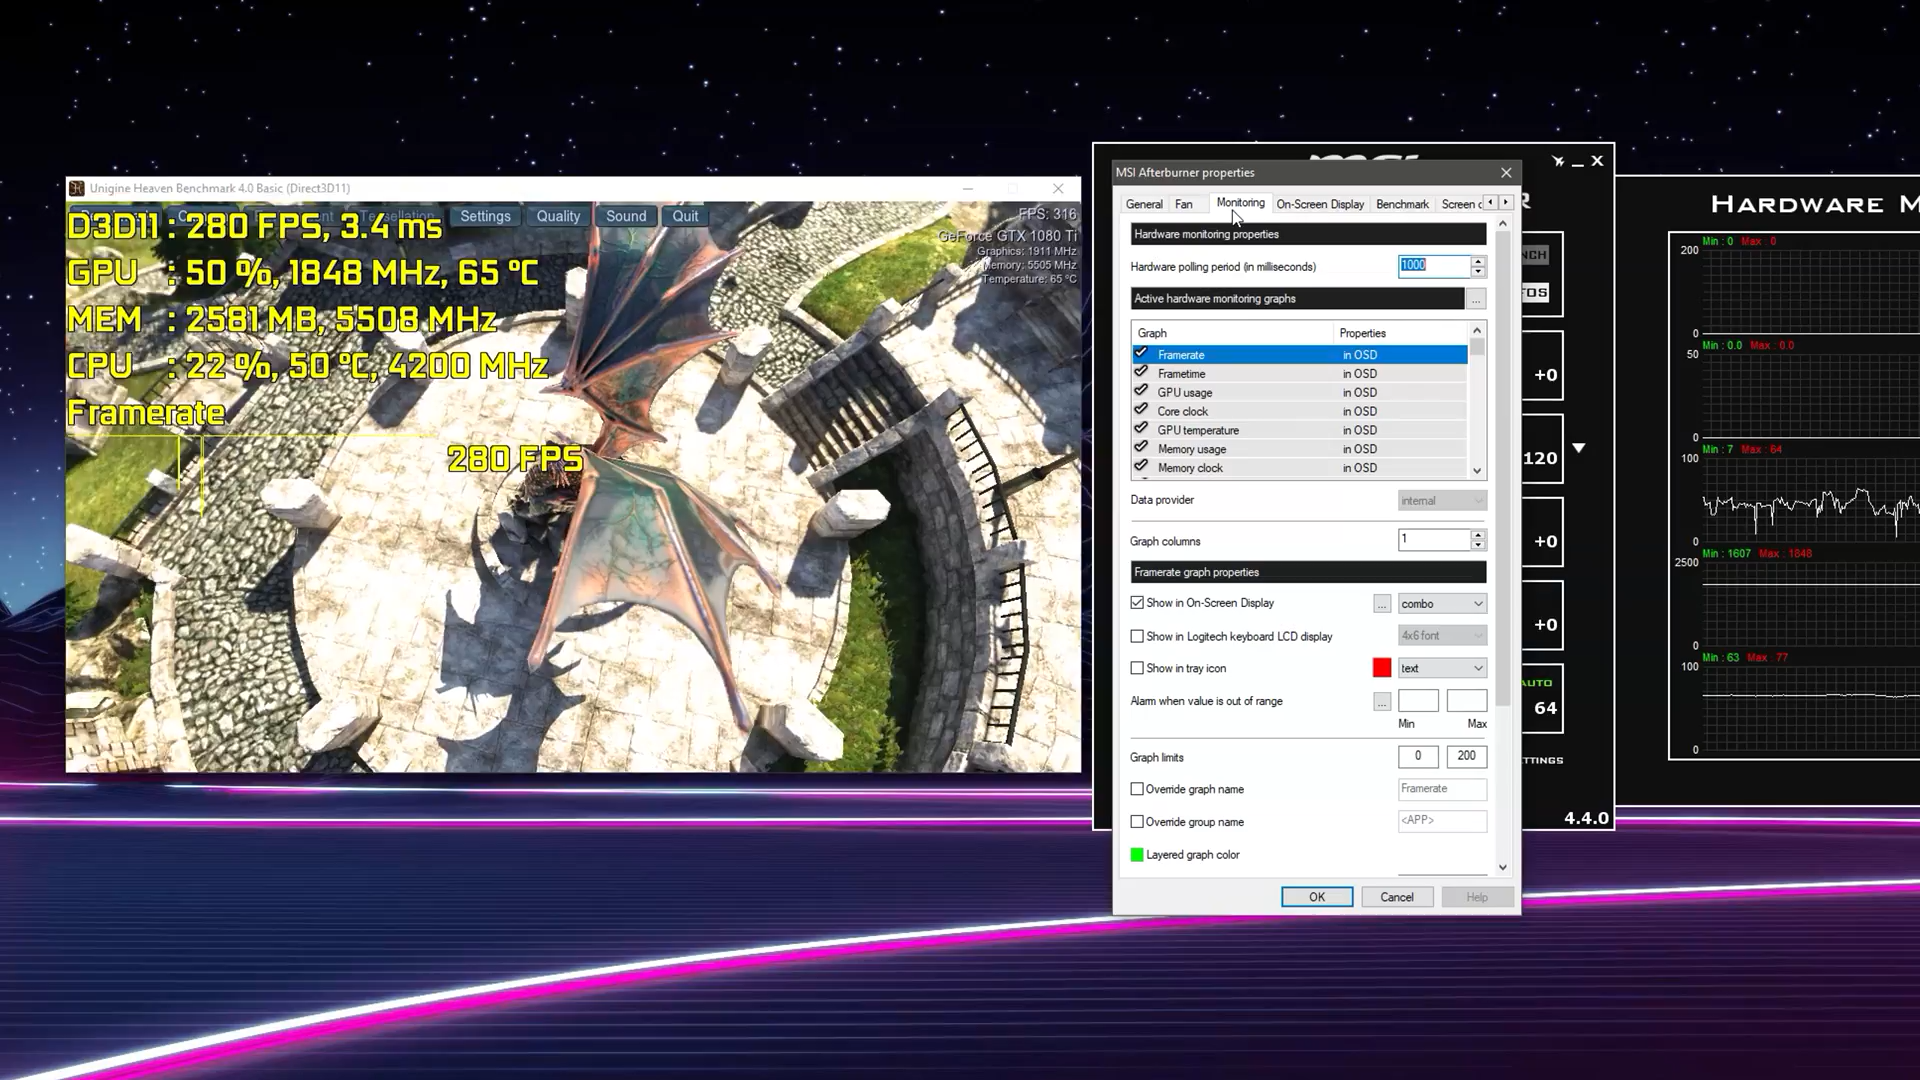 Unigine Heaven Benchmark 4.0 Basic (Direct3D11)
Tessellation
Settings
Quality
Sound
Quit
FPS: 316
GeForce GTX 1080 Ti
Graphics: 1911 MHz
Memory: 5505 MHz
Temperature: 65 °C
D3D11 : 280 FPS, 3.4 ms
GPU : 50 %, 1848 MHz, 65 °C
MEM : 2581 MB, 5508 MHz
CPU : 22 %, 50 °C, 4200 MHz
Framerate
280 FPS
MSI Afterburner properties
General
Fan
Monitoring
On-Screen Display
Benchmark
Screen c
Hardware monitoring properties
Hardware polling period (in milliseconds)
1000
Active hardware monitoring graphs
...
Graph Properties
Framerate in OSD
Frametime in OSD
GPU usage in OSD
Core clock in OSD
GPU temperature in OSD
Memory usage in OSD
Memory clock in OSD
Data provider internal
Graph columns 1
Framerate graph properties
Show in On-Screen Display ... combo
Show in Logitech keyboard LCD display 4x6 font
Show in tray icon text
Alarm when value is out of range ...
Min Max
Graph limits 0 200
Override graph name Framerate
Override group name <APP>
Layered graph color
OK
Cancel
Help
R
NCH
FOS
+0
120
+0
+0
AUTO
64
ETTINGS
4.4.0
HARDWARE M
Min : 0 Max : 0
200
0
Min : 0.0 Max : 0.0
50
0
Min : 7 Max : 64
100
0
Min : 1607 Max : 1848
2500
0
Min : 63 Max : 77
100
0